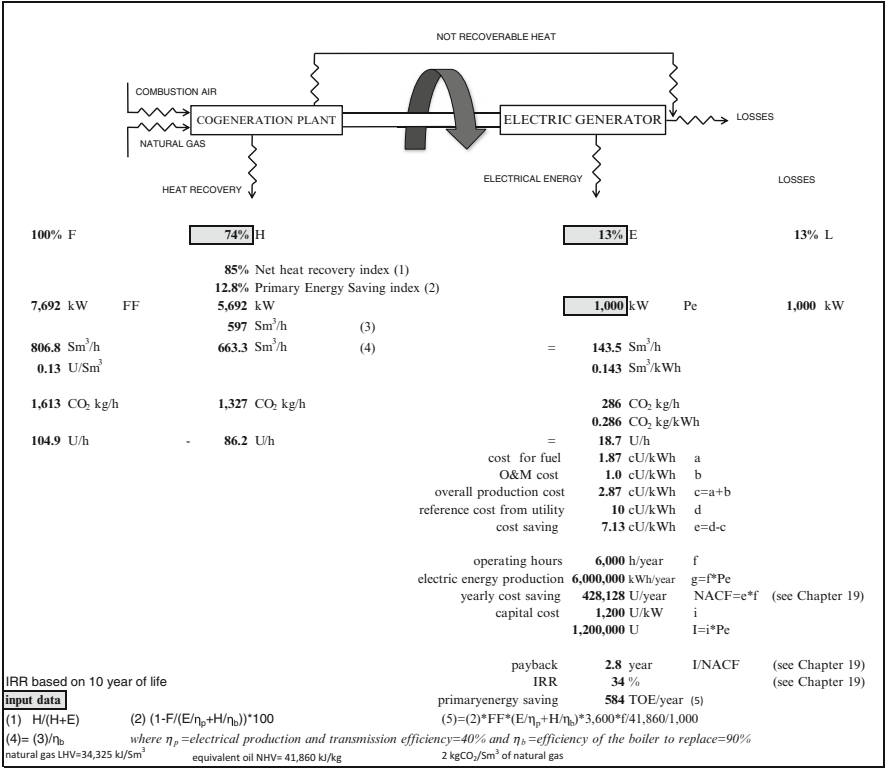 NOT RECOVERABLE HEAT
COMBUSTION AIR
COGENERATION PLANT
ELECTRIC GENERATOR
LOSSES
NATURAL GAS
HEAT RECOVERY
ELECTRICAL ENERGY
LOSSES
100% F 74% H 13% E 13% L
85% Net heat recovery index (1)
12.8% Primary Energy Saving index (2)
7,692 kW FF 5,692 kW 1,000 kW Pe 1,000 kW
597 Sm³/h (3)
806.8 Sm³/h 663.3 Sm³/h (4) = 143.5 Sm³/h
0.13 U/Sm³ 0.143 Sm³/kWh
1,613 CO₂ kg/h 1,327 CO₂ kg/h 286 CO₂ kg/h
0.286 CO₂ kg/kWh
104.9 U/h - 86.2 U/h = 18.7 U/h
cost for fuel 1.87 cU/kWh a
O&M cost 1.0 cU/kWh b
overall production cost 2.87 cU/kWh c=a+b
reference cost from utility 10 cU/kWh d
cost saving 7.13 cU/kWh e=d-c
operating hours 6,000 h/year f
electric energy production 6,000,000 kWh/year g=f*Pe
yearly cost saving 428,128 U/year NACF=e*f (see Chapter 19)
capital cost 1,200 U/kW i
1,200,000 U I=i*Pe
payback 2.8 year I/NACF (see Chapter 19)
IRR based on 10 year of life IRR 34 % (see Chapter 19)
input data primaryenergy saving 584 TOE/year (5)
(1) H/(H+E) (2) (1-F/(E/ηp+H/ηb))*100 (5)=(2)*FF*(E/ηp+H/ηb)*3,600*f/41,860/1,000
(4)= (3)/ηb where ηp=electrical production and transmission efficiency=40% and ηb=efficiency of the boiler to replace=90%
natural gas LHV=34,325 kJ/Sm³ equivalent oil NHV= 41,860 kJ/kg 2 kgCO₂/Sm³ of natural gas